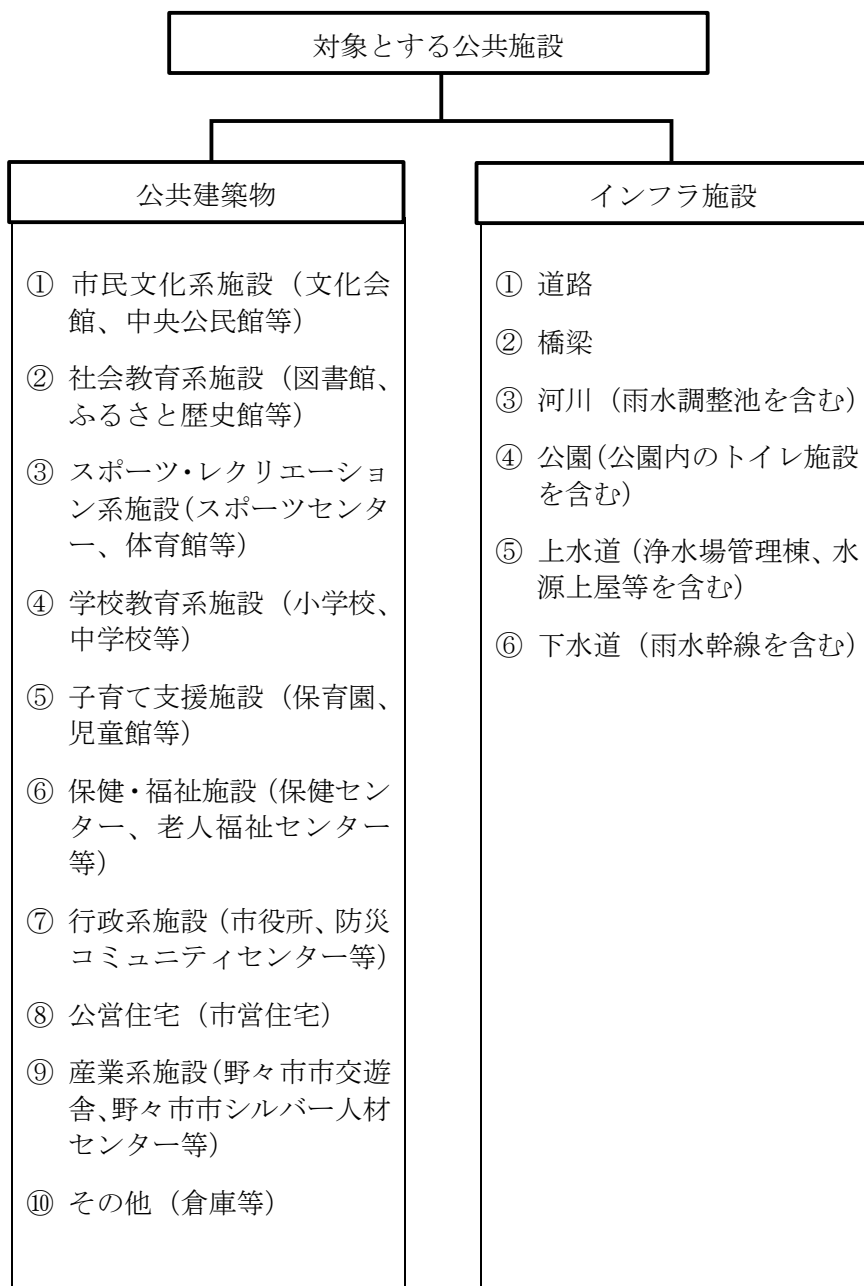 対象とする公共施設
公共建築物
① 市民文化系施設（文化会
館、中央公民館等）
② 社会教育系施設（図書館、
ふるさと歴史館等）
③ スポーツ・レクリエーショ
ン系施設（スポーツセンタ
ー、体育館等）
④ 学校教育系施設（小学校、
中学校等）
⑤ 子育て支援施設（保育園、
児童館等）
⑥ 保健・福祉施設（保健セン
ター、老人福祉センター
等）
⑦ 行政系施設（市役所、防災
コミュニティセンター等）
⑧ 公営住宅（市営住宅）
⑨ 産業系施設（野々市市交遊
舎、野々市市シルバー人材
センター等）
⑩ その他（倉庫等）
インフラ施設
① 道路
② 橋梁
③ 河川（雨水調整池を含む）
④ 公園（公園内のトイレ施設
を含む）
⑤ 上水道（浄水場管理棟、水
源上屋等を含む）
⑥ 下水道（雨水幹線を含む）